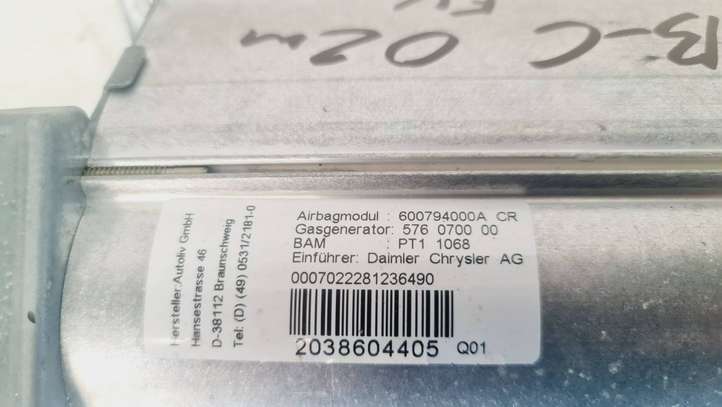 B-C 02m
Hersteller:Autoliv GmbH
Hansestrasse 46
D-38112 Braunschweig
Tel: (D) (49) 0531/2181-0
Airbagmodul : 600794000A CR
Gasgenerator: 576 0700 00
BAM : PT1 1068
Einführer: Daimler Chrysler AG
0007022281236490
2038604405 Q01